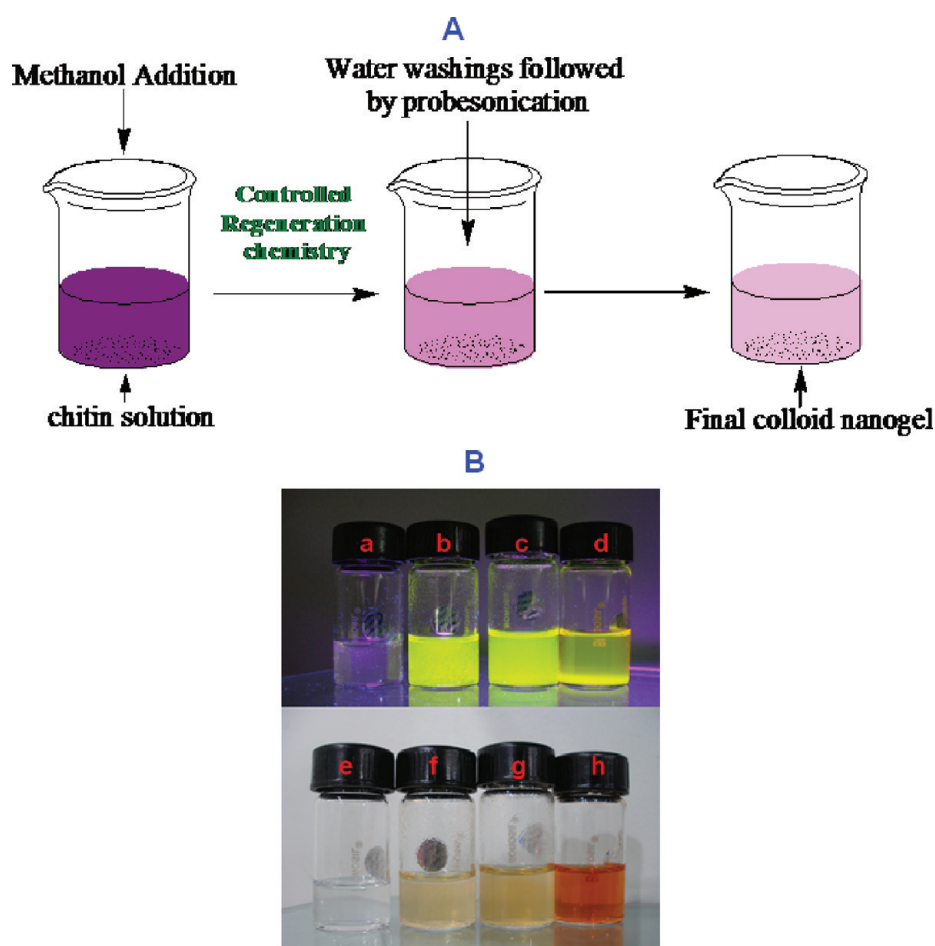 A
Methanol Addition
Water washings followed
by probesonication
Controlled
Regeneration
chemistry
chitin solution
Final colloid nanogel
B
a b c d
e f g h